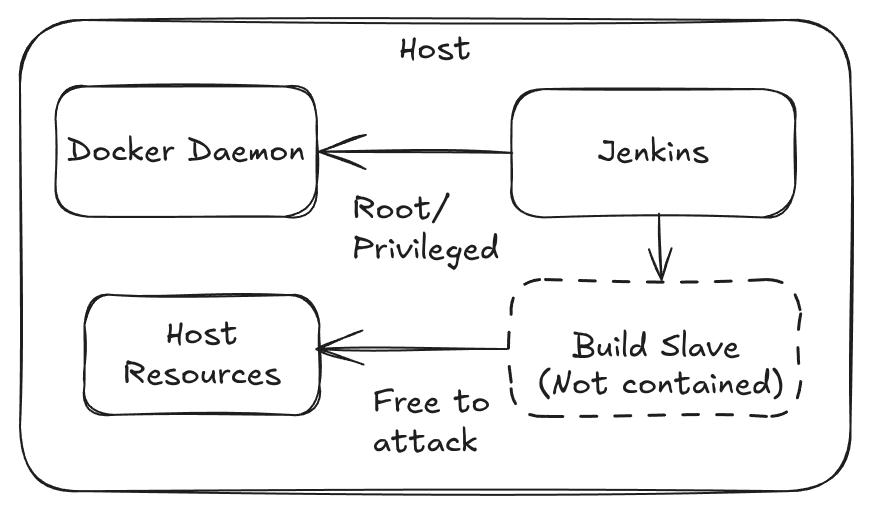 Host
Docker Daemon
Jenkins
Root/
Privileged
Host
Resources
Build Slave
(Not contained)
Free to
attack